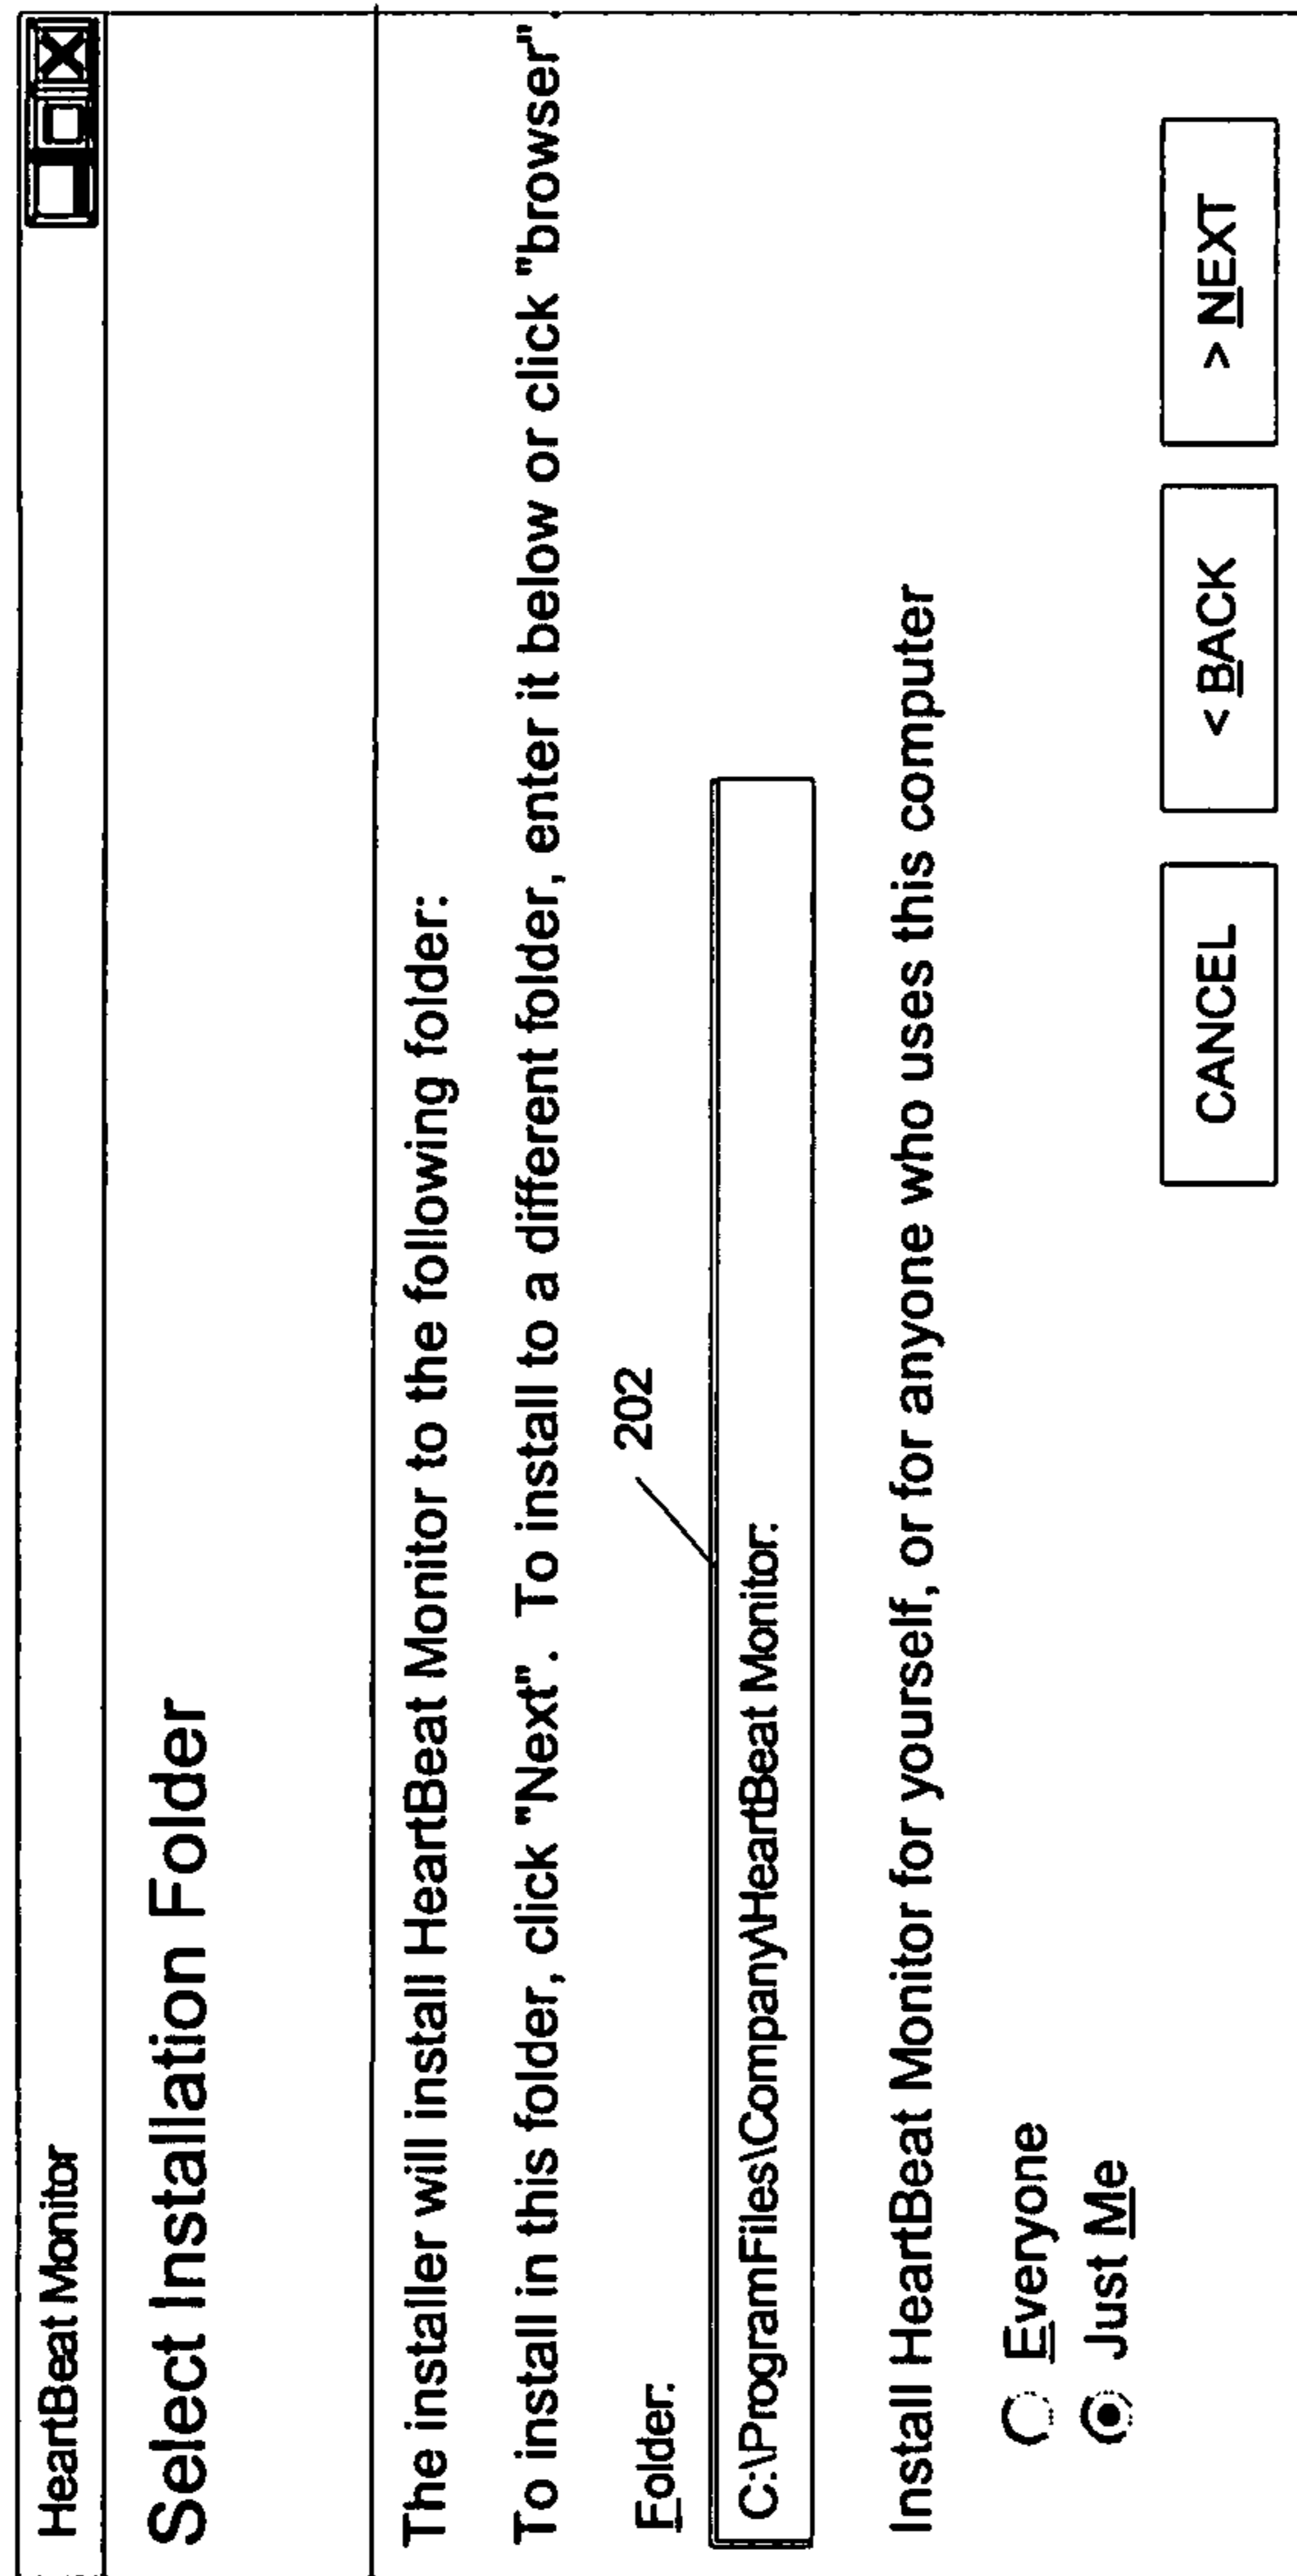 HeartBeat Monitor
Select Installation Folder
The installer will install HeartBeat Monitor to the following folder:
To install in this folder, click "Next". To install to a different folder, enter it below or click "browser".
202
Folder:
C:\ProgramFiles\Company\HeartBeat Monitor:
Install HeartBeat Monitor for yourself, or for anyone who uses this computer
Everyone
Just Me
CANCEL
< BACK
> NEXT